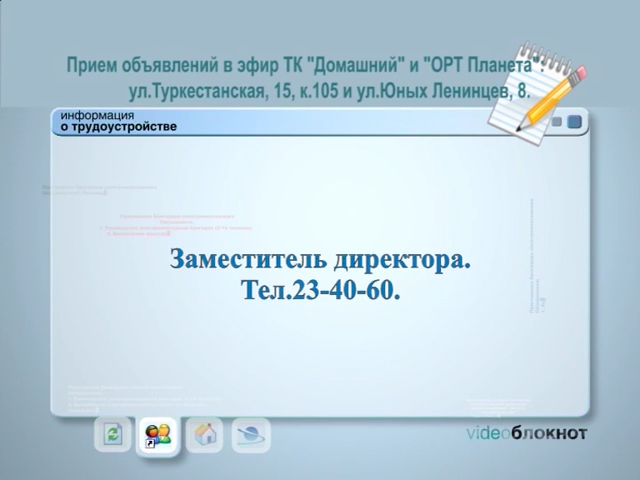 Прием объявлений в эфир ТК "Домашний" и "ОРТ Планета":
ул.Туркестанская, 15, к.105 и ул.Юных Ленинцев, 8.
информация
о трудоустройстве
Заместитель директора.
Тел.23-40-60.
videoблокнот